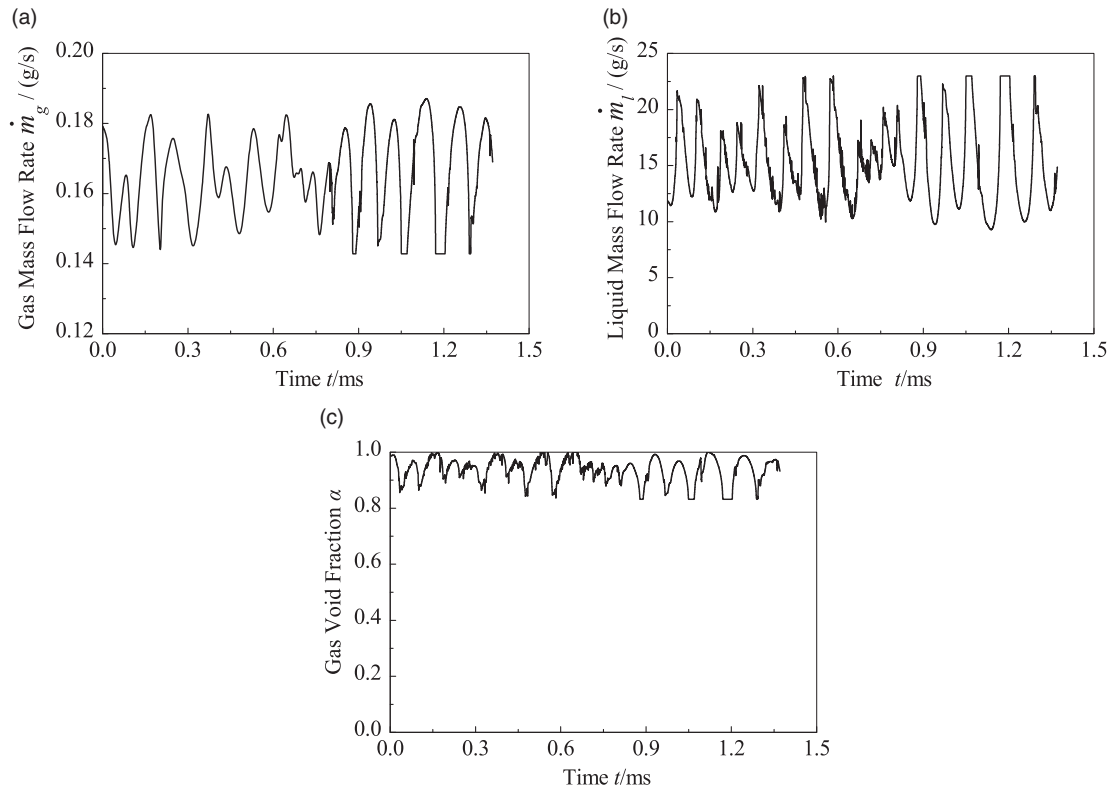 (a)
Gas Mass Flow Rate ṁg / (g/s)
0.20
0.18
0.16
0.14
0.12
0.0 0.3 0.6 0.9 1.2 1.5
Time t/ms
(b)
Liquid Mass Flow Rate ṁl / (g/s)
25
20
15
10
5
0
0.0 0.3 0.6 0.9 1.2 1.5
Time t/ms
(c)
Gas Void Fraction α
1.0
0.8
0.6
0.4
0.2
0.0
0.0 0.3 0.6 0.9 1.2 1.5
Time t/ms